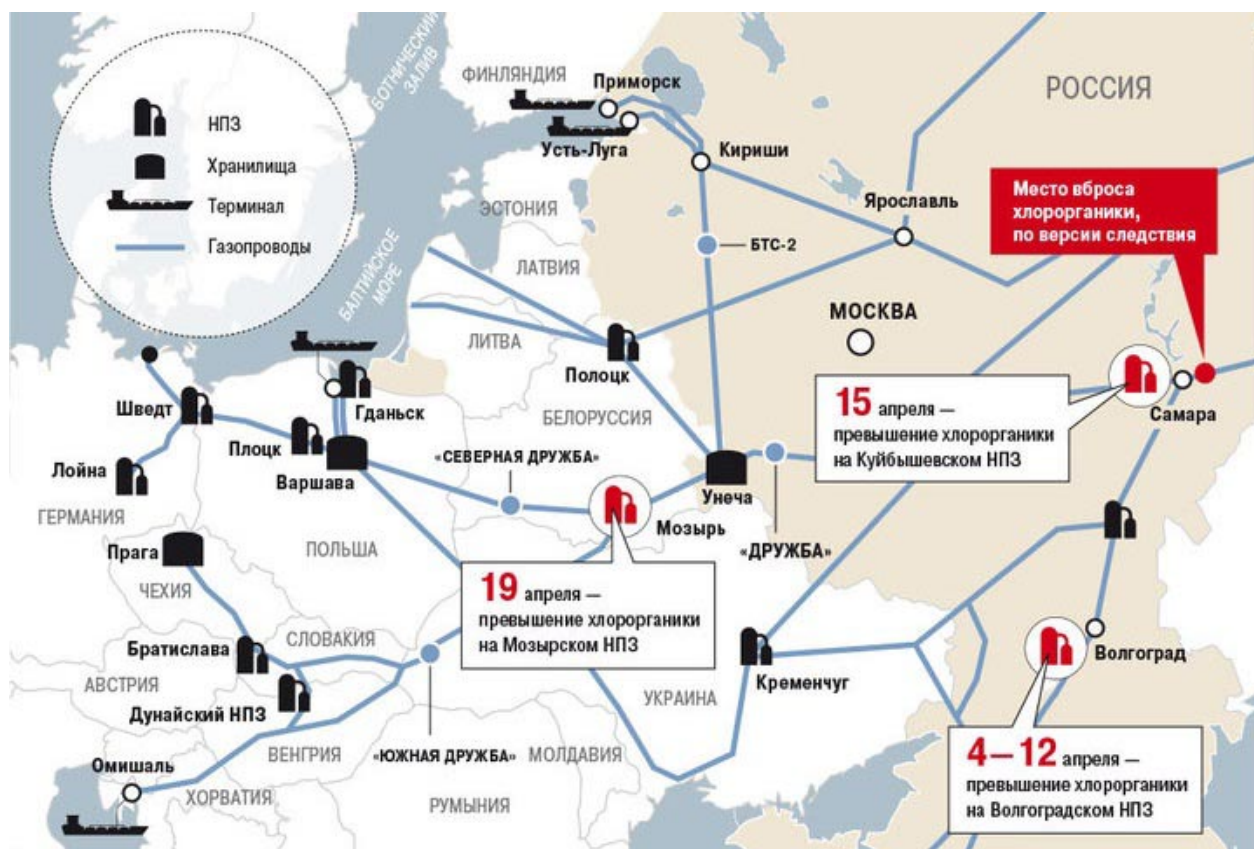 БОТНИЧЕСКИЙ
ЗАЛИВ
ФИНЛЯНДИЯ
Приморск
РОССИЯ
НПЗ
Хранилища
Терминал
Газопроводы
Усть-Луга
Кириши
Ярославль
Место вброса
хлорорганики,
по версии следствия
ЭСТОНИЯ
БТС-2
ЛАТВИЯ
БАЛТИЙСКОЕ
МОРЕ
МОСКВА
ЛИТВА
Полоцк
Шведт
Гданьск
БЕЛОРУССИЯ
15 апреля —
превышение хлорорганики
на Куйбышевском НПЗ
Самара
Плоцк
«СЕВЕРНАЯ ДРУЖБА»
Лойна
Варшава
Унеча
ГЕРМАНИЯ
Мозырь
Прага
ПОЛЬША
«ДРУЖБА»
ЧЕХИЯ
19 апреля —
превышение хлорорганики
на Мозырском НПЗ
СЛОВАКИЯ
Братислава
Волгоград
АВСТРИЯ
Кременчуг
УКРАИНА
Дунайский НПЗ
ВЕНГРИЯ
«ЮЖНАЯ ДРУЖБА»
МОЛДАВИЯ
4—12 апреля —
превышение хлорорганики
на Волгоградском НПЗ
Омишаль
ХОРВАТИЯ
РУМЫНИЯ